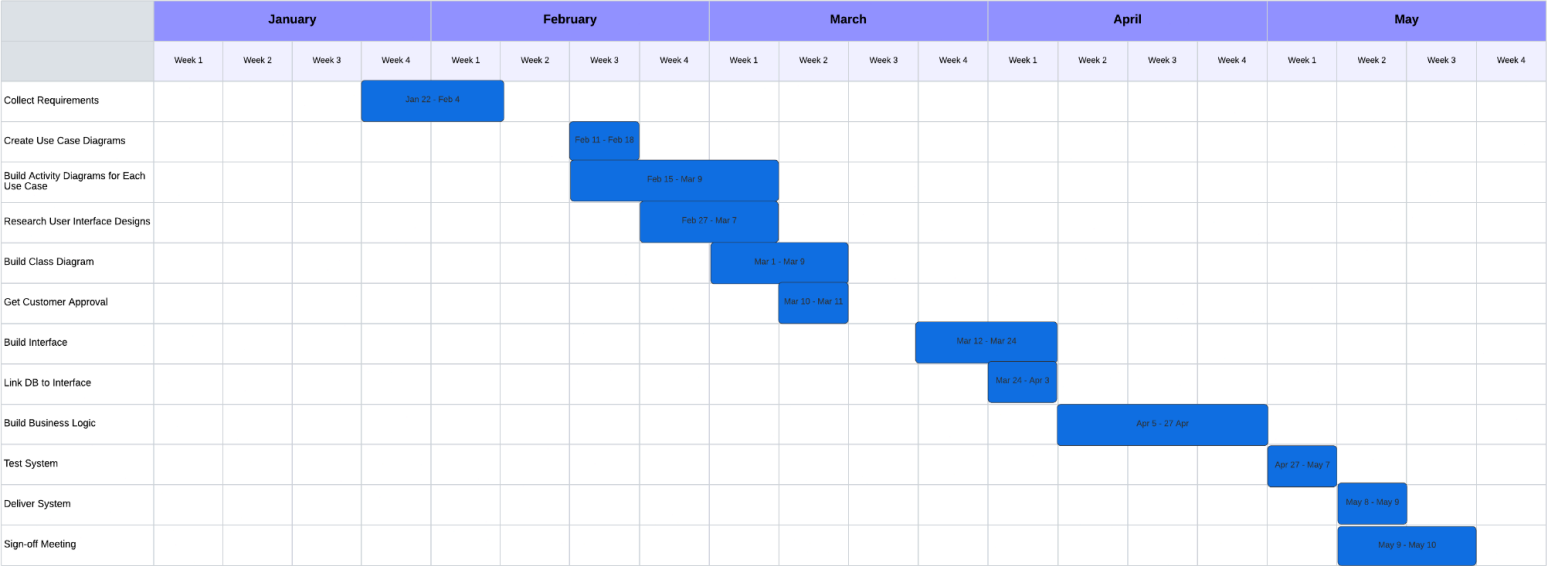 January February March April May
Week 1 Week 2 Week 3 Week 4 Week 1 Week 2 Week 3 Week 4 Week 1 Week 2 Week 3 Week 4 Week 1 Week 2 Week 3 Week 4 Week 1 Week 2 Week 3 Week 4
Collect Requirements Jan 22 - Feb 4
Create Use Case Diagrams Feb 11 - Feb 18
Build Activity Diagrams for Each
Use Case
Feb 15 - Mar 9
Research User Interface Designs Feb 27 - Mar 7
Build Class Diagram Mar 1 - Mar 9
Get Customer Approval Mar 10 - Mar 11
Build Interface Mar 12 - Mar 24
Link DB to Interface Mar 24 - Apr 3
Build Business Logic Apr 5 - 27 Apr
Test System Apr 27 - May 7
Deliver System May 8 - May 9
Sign-off Meeting May 9 - May 10